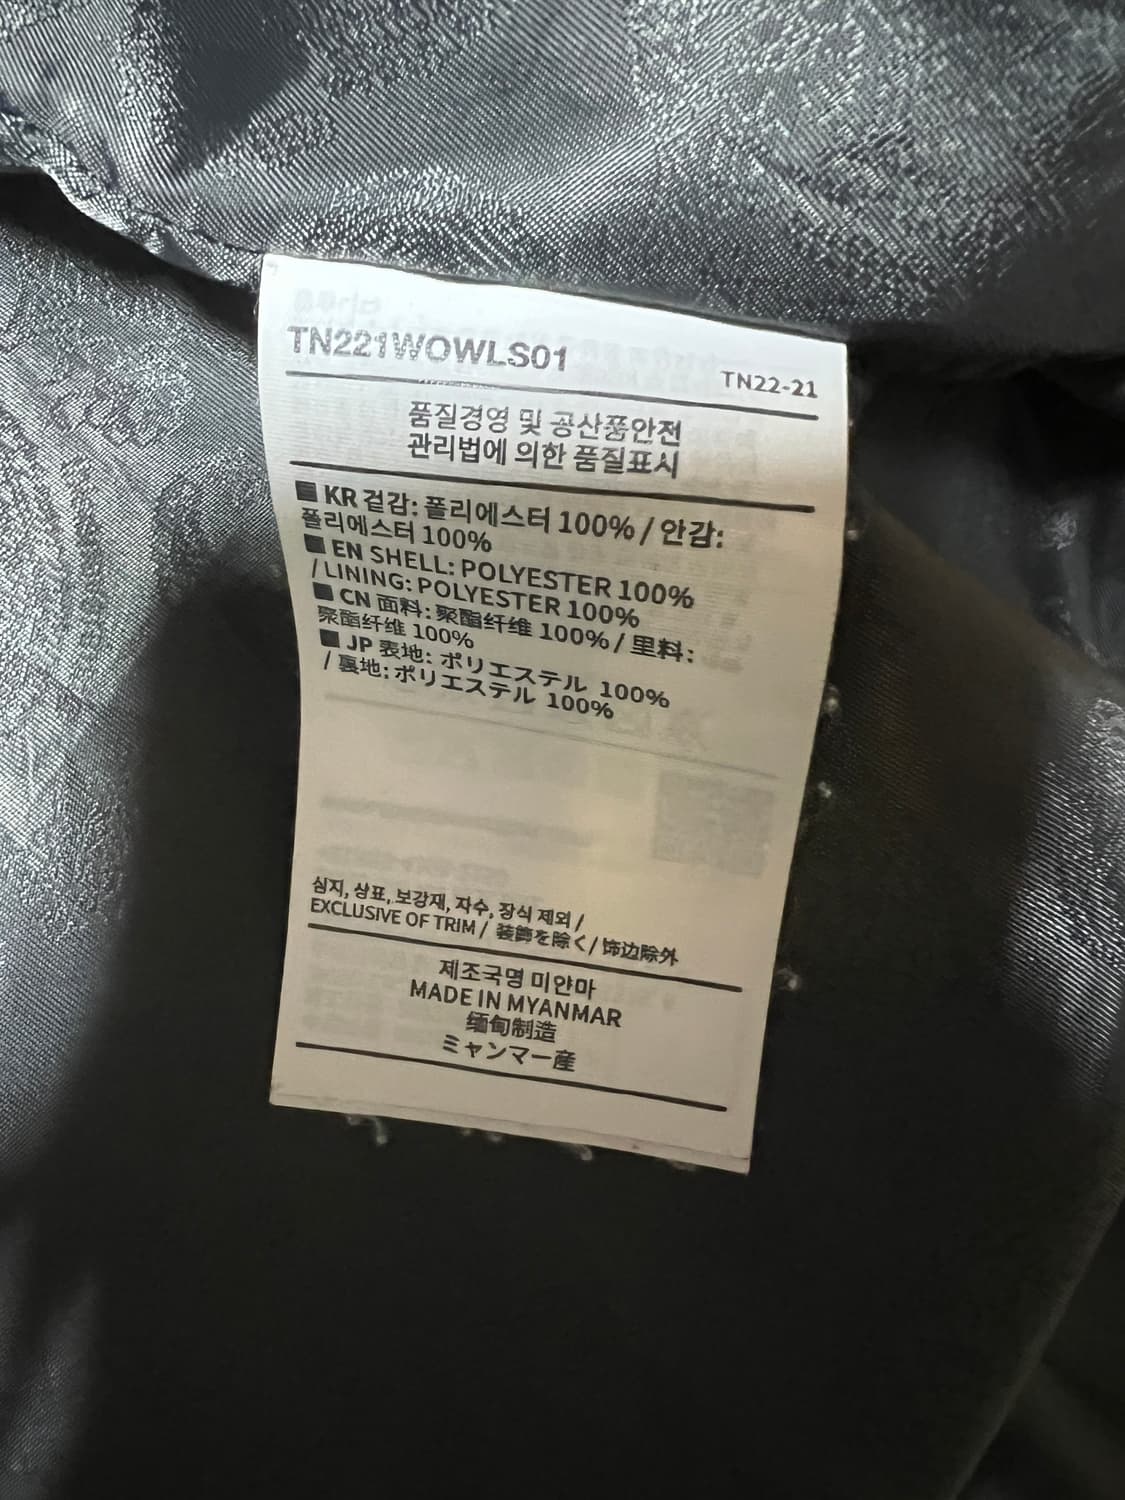 TN221WOWLS01
TN22-21
품질경영 및 공산품안전
관리법에 의한 품질표시
■ KR 겉감: 폴리에스터 100% / 안감:
폴리에스터 100%
■ EN SHELL: POLYESTER 100%
/ LINING: POLYESTER 100%
■ CN 面料: 聚酯纤维 100% / 里料:
聚酯纤维 100%
■ JP 表地: ポリエステル 100%
/ 裏地: ポリエステル 100%
심지, 상표, 보강재, 자수, 장식 제외 /
EXCLUSIVE OF TRIM / 装飾を除く / 饰边除外
제조국명 미얀마
MADE IN MYANMAR
缅甸制造
ミャンマー産